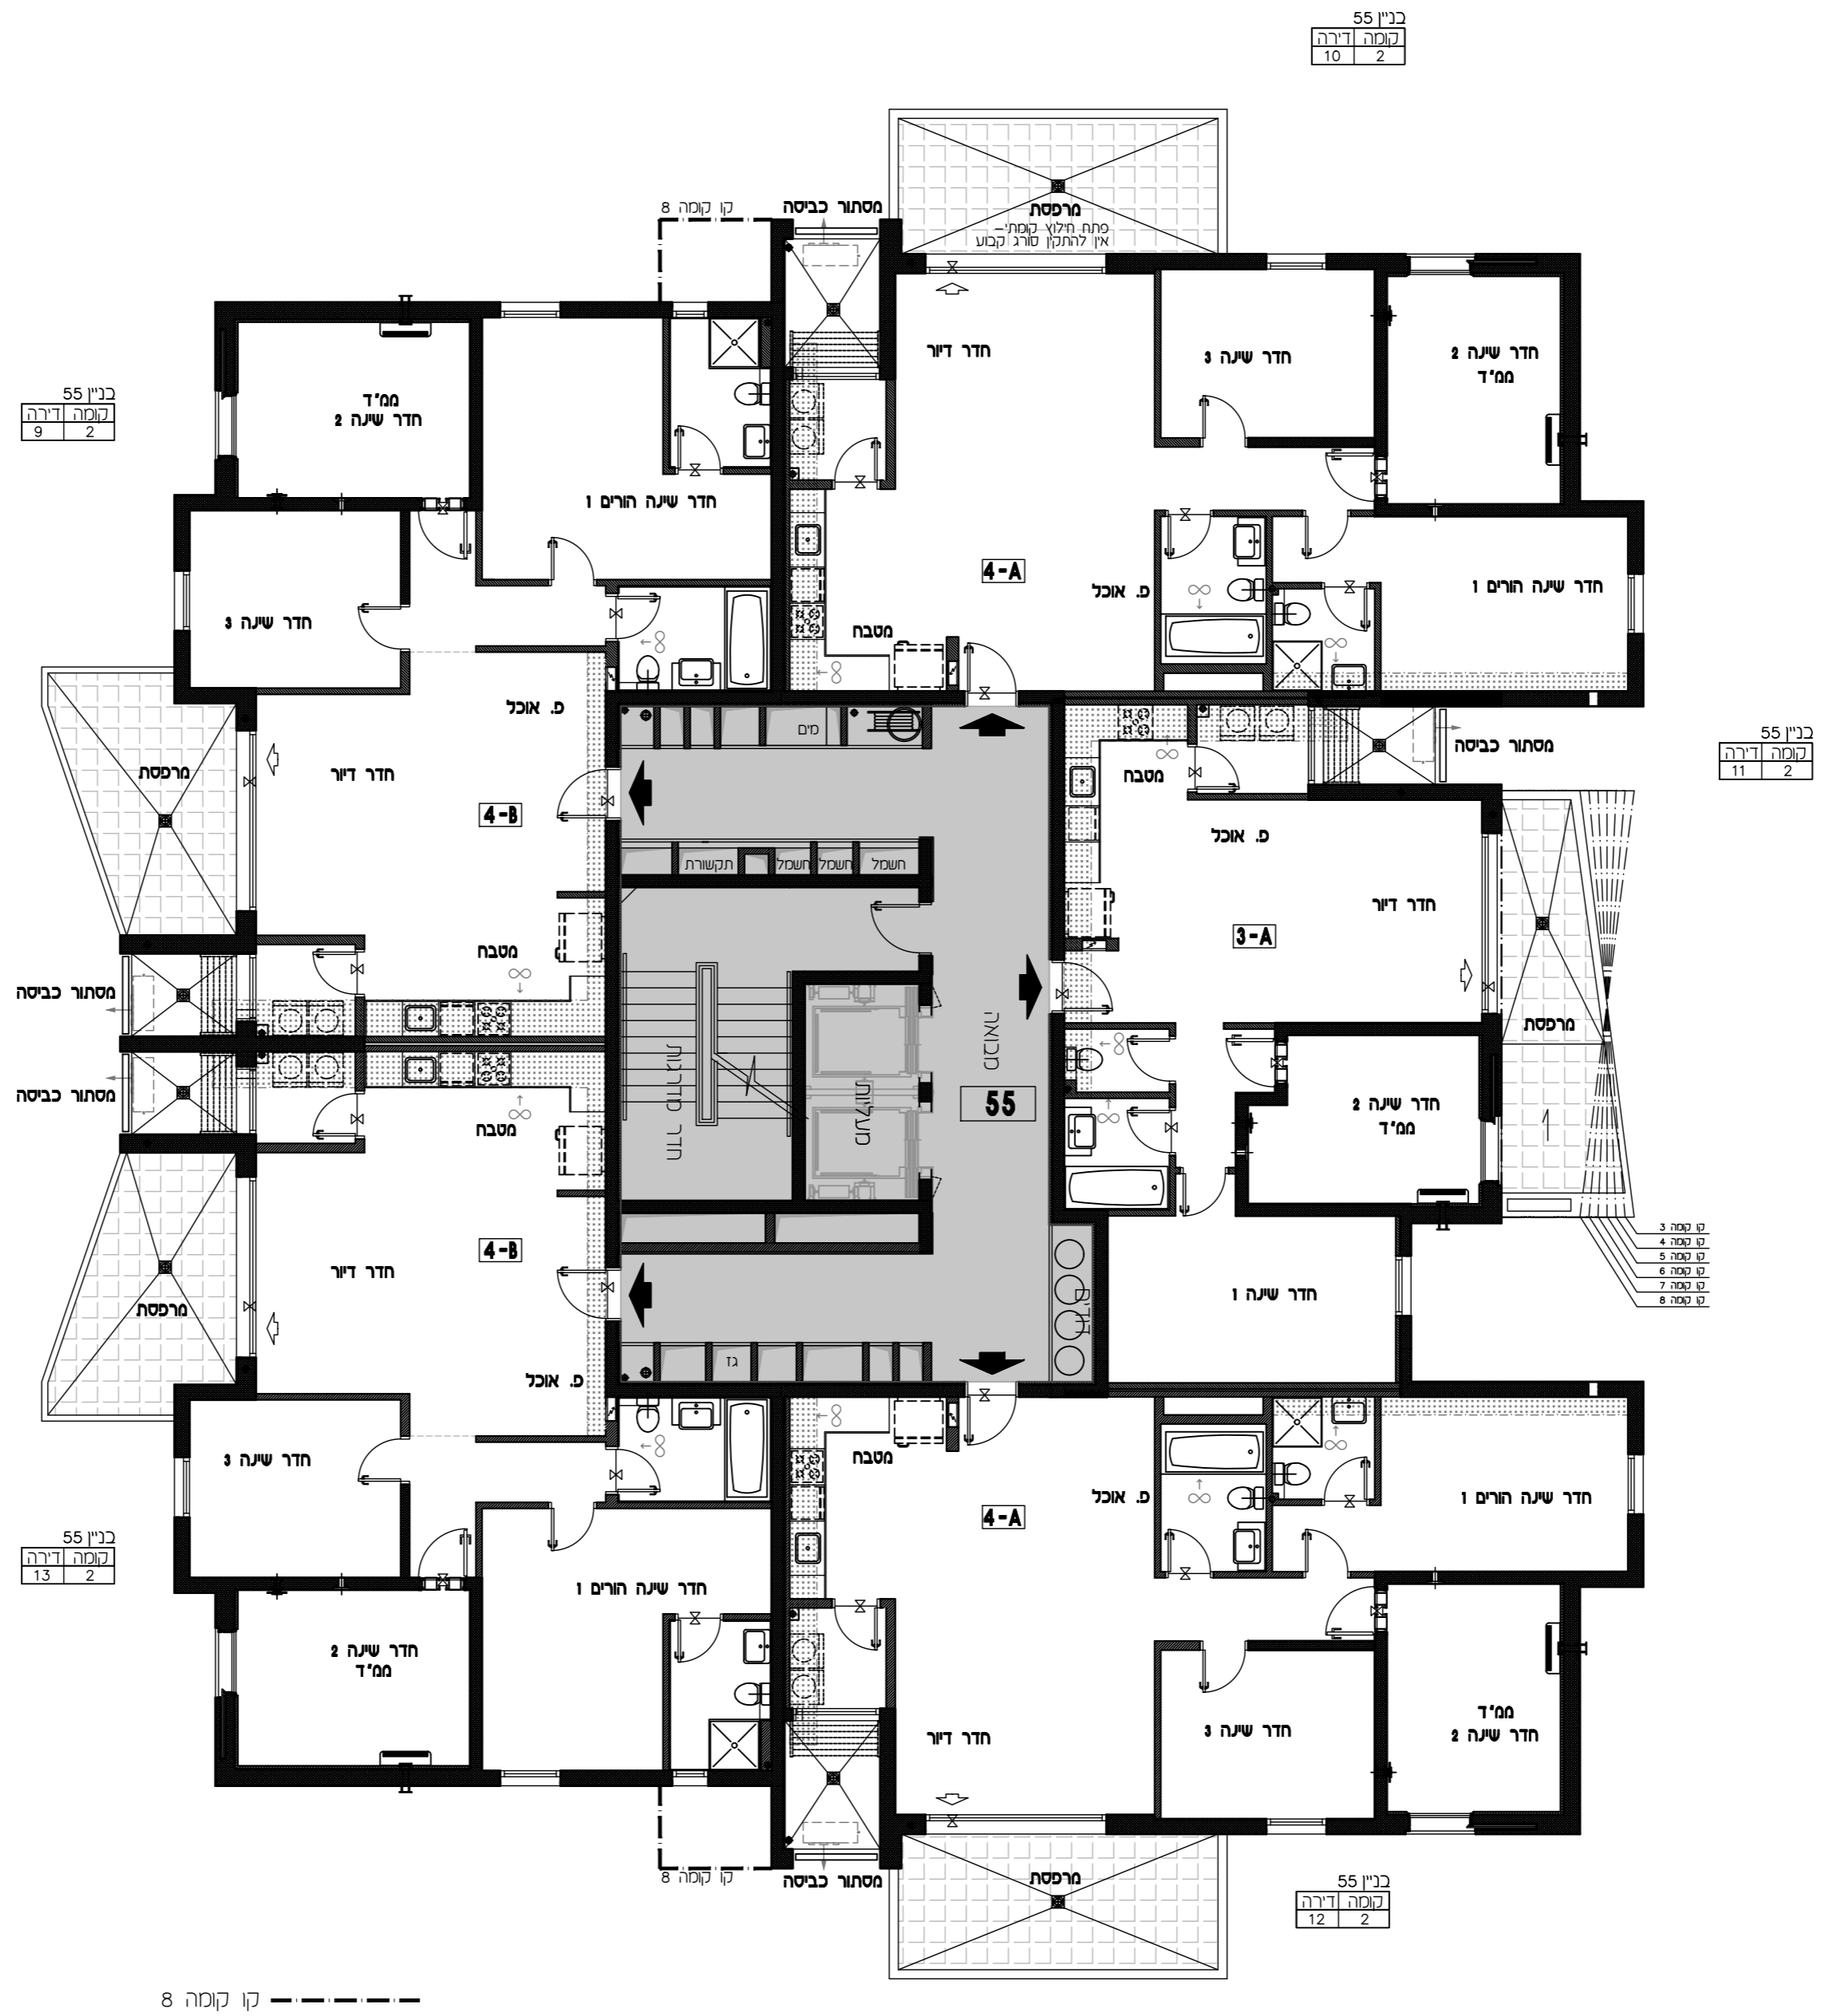 בניין 55
קומה דירה
2 10
קו קומה 8
מסתור כביסה
מרפסת
פתח חילוץ קומתי-
אין להתקין סורג קבוע
חדר דיור
חדר שינה 3
חדר שינה 2
ממ"ד
בניין 55
קומה דירה
2 9
ממ"ד
חדר שינה 2
חדר שינה הורים 1
חדר שינה 3
4-A
פ. אוכל
חדר שינה הורים 1
מטבח
פ. אוכל
מרפסת
חדר דיור
4-B
מים
תקשורת
חשמל
חשמל
חשמל
מטבח
מסתור כביסה
בניין 55
קומה דירה
2 11
פ. אוכל
חדר דיור
3-A
מטבח
מסתור כביסה
מבואה
מרפסת
חדר מדרגות
מעליות
55
מסתור כביסה
מטבח
חדר שינה 2
ממ"ד
קו קומה 3
קו קומה 4
קו קומה 5
קו קומה 6
קו קומה 7
קו קומה 8
4-B
חדר דיור
מרפסת
חדר שינה 1
דודים
גז
פ. אוכל
חדר שינה 3
מטבח
פ. אוכל
4-A
חדר שינה הורים 1
בניין 55
קומה דירה
2 13
חדר שינה הורים 1
חדר שינה 2
ממ"ד
חדר דיור
חדר שינה 3
ממ"ד
חדר שינה 2
קו קומה 8
מסתור כביסה
מרפסת
בניין 55
קומה דירה
2 12
קו קומה 8